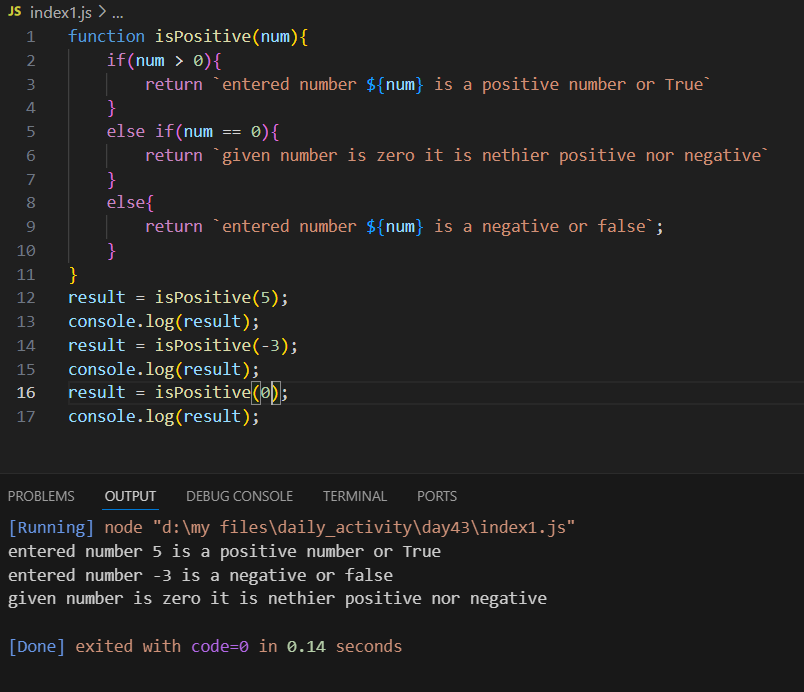 JS index1.js > ...
1 function isPositive(num){
2     if(num > 0){
3         return `entered number ${num} is a positive number or True`
4     }
5     else if(num == 0){
6         return `given number is zero it is nethier positive nor negative`
7     }
8     else{
9         return `entered number ${num} is a negative or false`;
10     }
11 }
12 result = isPositive(5);
13 console.log(result);
14 result = isPositive(-3);
15 console.log(result);
16 result = isPositive(0);
17 console.log(result);
PROBLEMS OUTPUT DEBUG CONSOLE TERMINAL PORTS
[Running] node "d:\my files\daily_activity\day43\index1.js"
entered number 5 is a positive number or True
entered number -3 is a negative or false
given number is zero it is nethier positive nor negative
[Done] exited with code=0 in 0.14 seconds